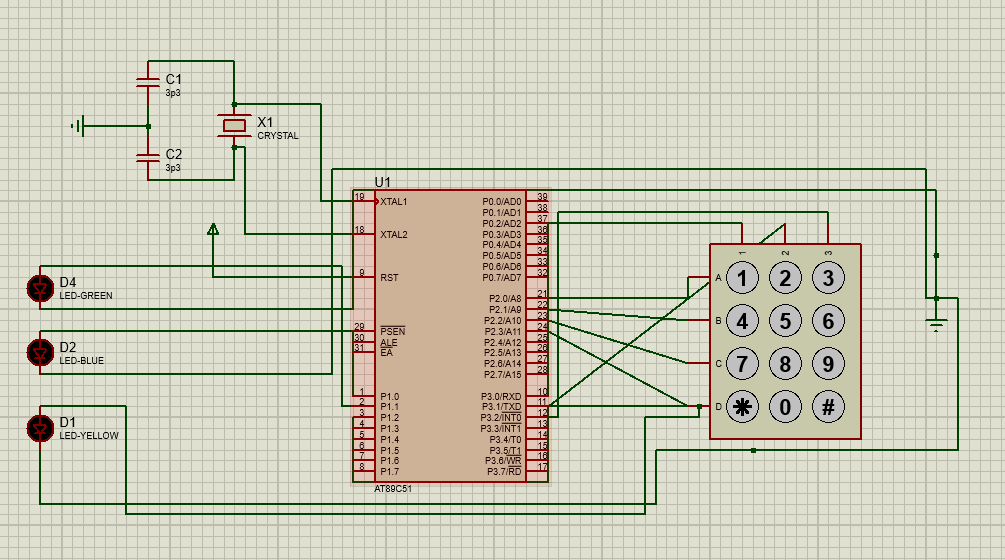 C1
3p3
X1
CRYSTAL
C2
3p3
U1
19 XTAL1
18 XTAL2
9 RST
29 PSEN
30 ALE
31 EA
1 P1.0
2 P1.1
3 P1.2
4 P1.3
5 P1.4
6 P1.5
7 P1.6
8 P1.7
P0.0/AD0 39
P0.1/AD1 38
P0.2/AD2 37
P0.3/AD3 36
P0.4/AD4 35
P0.5/AD5 34
P0.6/AD6 33
P0.7/AD7 32
P2.0/A8 21
P2.1/A9 22
P2.2/A10 23
P2.3/A11 24
P2.4/A12 25
P2.5/A13 26
P2.6/A14 27
P2.7/A15 28
P3.0/RXD 10
P3.1/TXD 11
P3.2/INT0 12
P3.3/INT1 13
P3.4/T0 14
P3.5/T1 15
P3.6/WR 16
P3.7/RD 17
AT89C51
D4
LED-GREEN
D2
LED-BLUE
D1
LED-YELLOW
1 2 3
A 1 2 3
B 4 5 6
C 7 8 9
D * 0 #